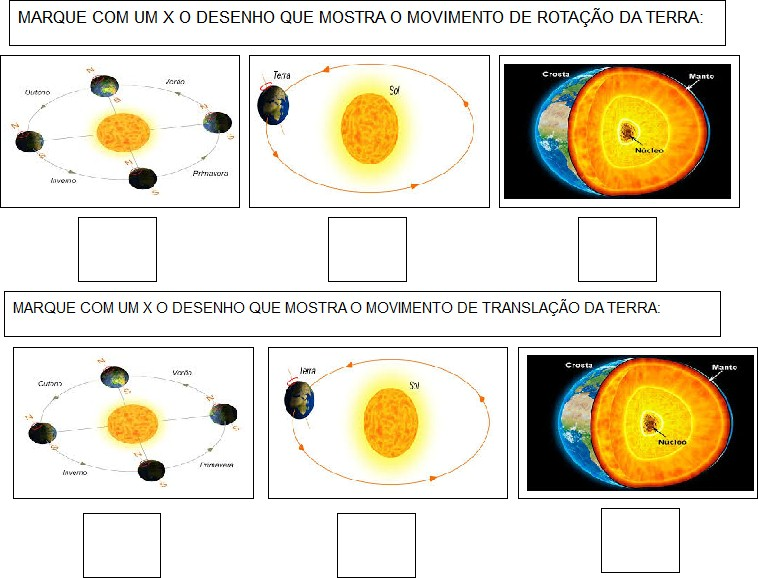 MARQUE COM UM X O DESENHO QUE MOSTRA O MOVIMENTO DE ROTAÇÃO DA TERRA:
N
Verão
Outono
S
N
N
S
S
N
Inverno
Primavera
S
Terra
Sol
Crosta
Manto
Núcleo
MARQUE COM UM X O DESENHO QUE MOSTRA O MOVIMENTO DE TRANSLAÇÃO DA TERRA:
N
Verão
Outono
S
N
N
S
S
N
Inverno
Primavera
S
Terra
Sol
Crosta
Manto
Núcleo